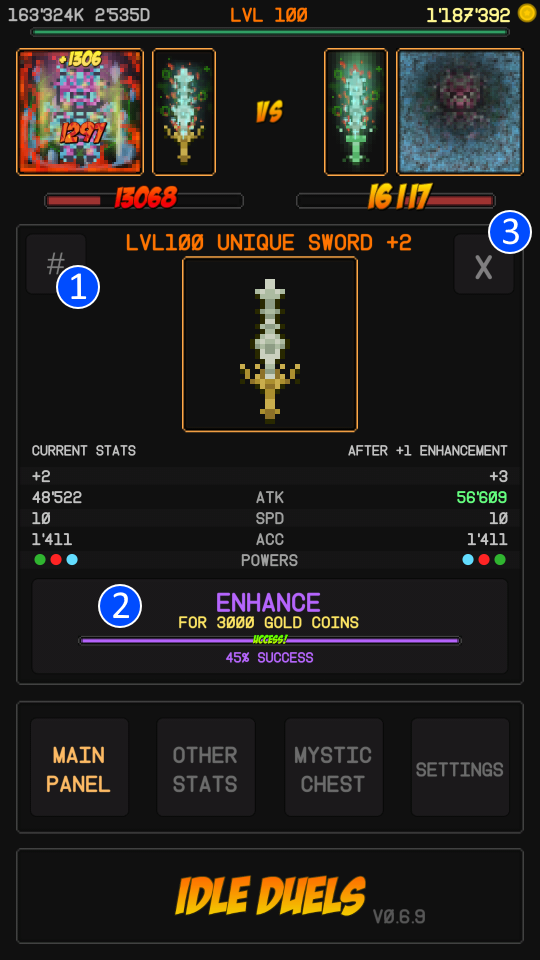 163'324K 2'535D LVL 100 1'187'392
+1306
1297
VS
13068
16117
LVL100 UNIQUE SWORD +2
# 1
X 3
CURRENT STATS AFTER +1 ENHANCEMENT
+2 +3
48'522 ATK 56'609
10 SPD 10
1'411 ACC 1'411
POWERS
2
ENHANCE
FOR 3000 GOLD COINS
UCCESS!
45% SUCCESS
MAIN PANEL
OTHER STATS
MYSTIC CHEST
SETTINGS
IDLE DUELS V0.6.9